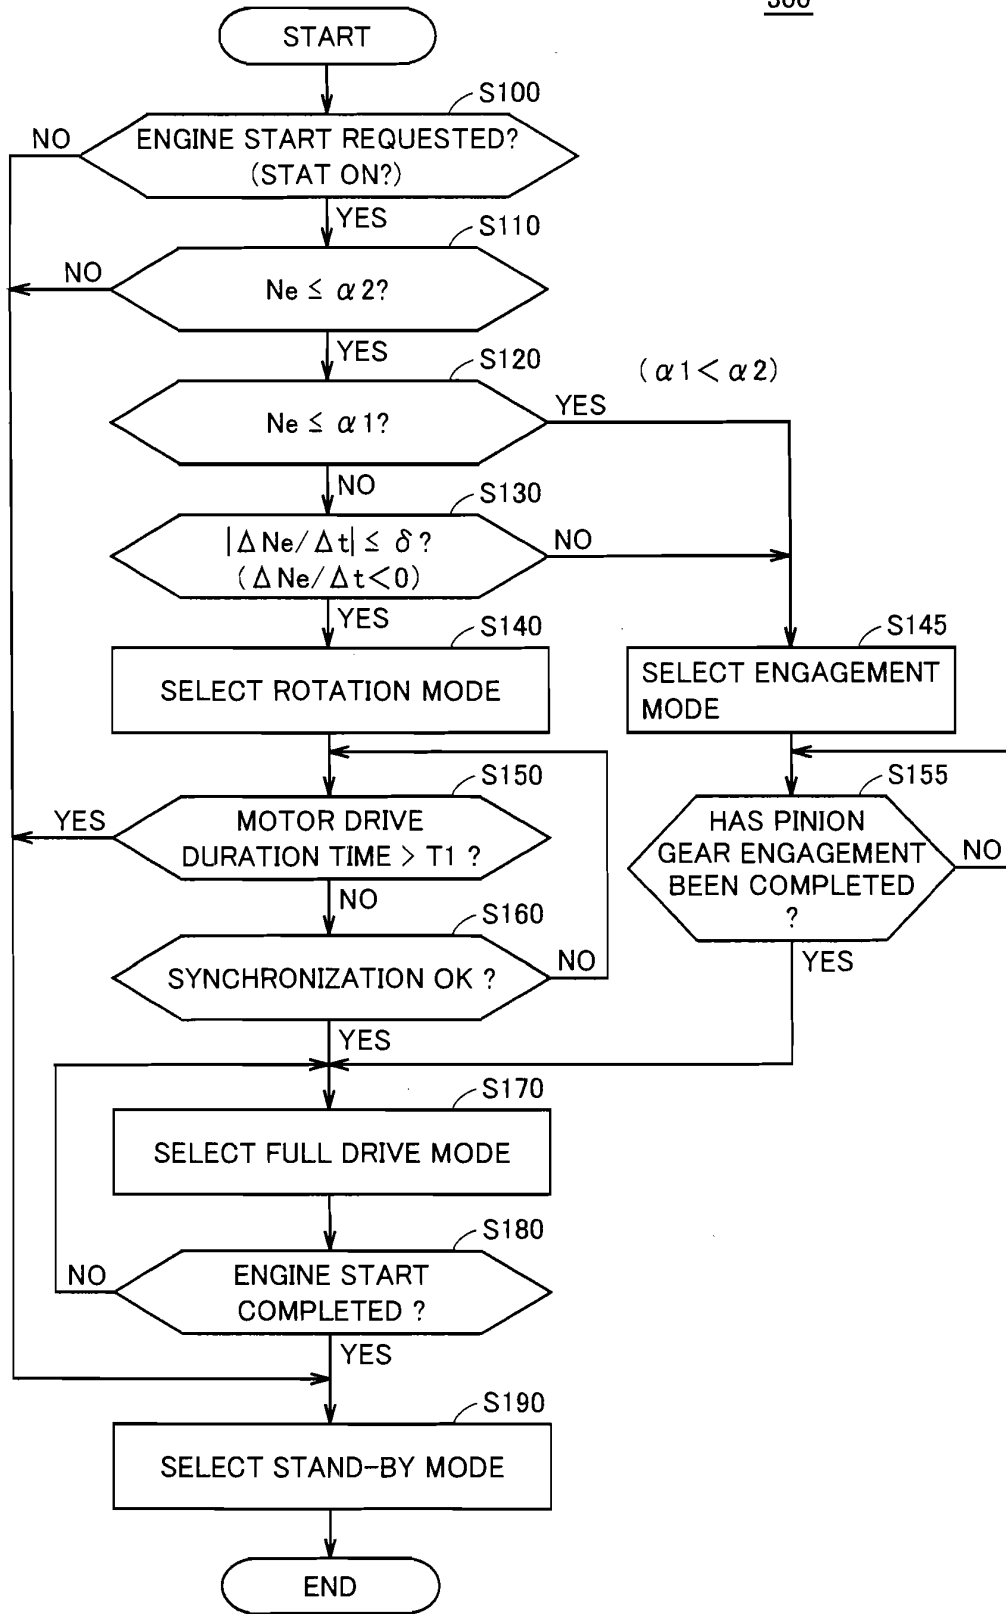 START
S100
NO
ENGINE START REQUESTED?
(STAT ON?)
YES
S110
NO
Ne ≤ α2?
YES
S120
(α1<α2)
Ne ≤ α1?
YES
NO
S130
|ΔNe/Δt| ≤ δ?
(ΔNe/Δt<0)
NO
YES
S140
SELECT ROTATION MODE
S145
SELECT ENGAGEMENT
MODE
S150
YES
MOTOR DRIVE
DURATION TIME > T1 ?
NO
S155
HAS PINION
GEAR ENGAGEMENT
BEEN COMPLETED
?
NO
YES
S160
SYNCHRONIZATION OK ?
NO
YES
S170
SELECT FULL DRIVE MODE
S180
NO
ENGINE START
COMPLETED ?
YES
S190
SELECT STAND-BY MODE
END